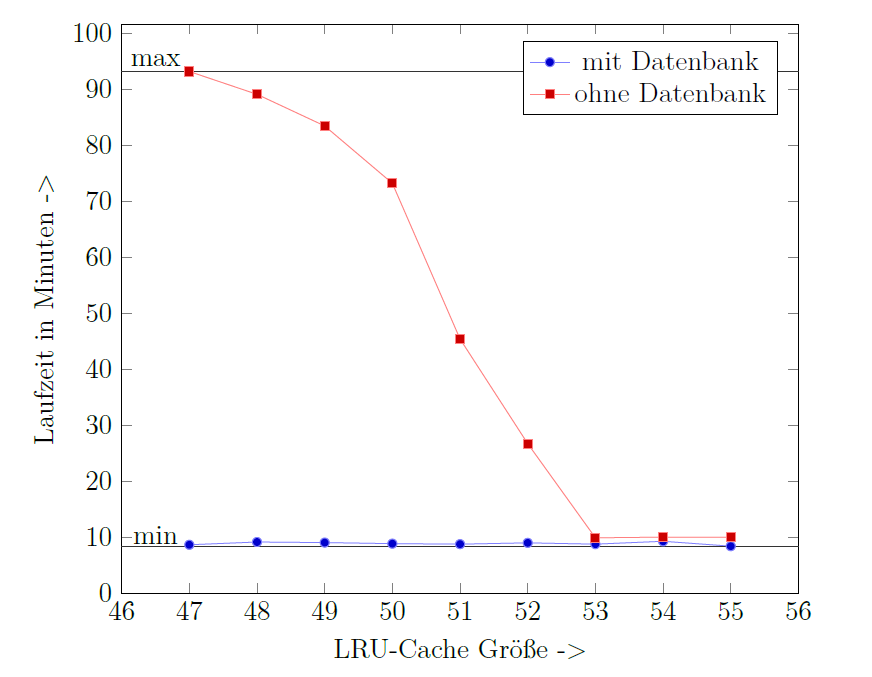 100
90
80
70
60
50
40
30
20
10
0
max
min
mit Datenbank
ohne Datenbank
Laufzeit in Minuten ->
46 47 48 49 50 51 52 53 54 55 56
LRU-Cache Größe ->